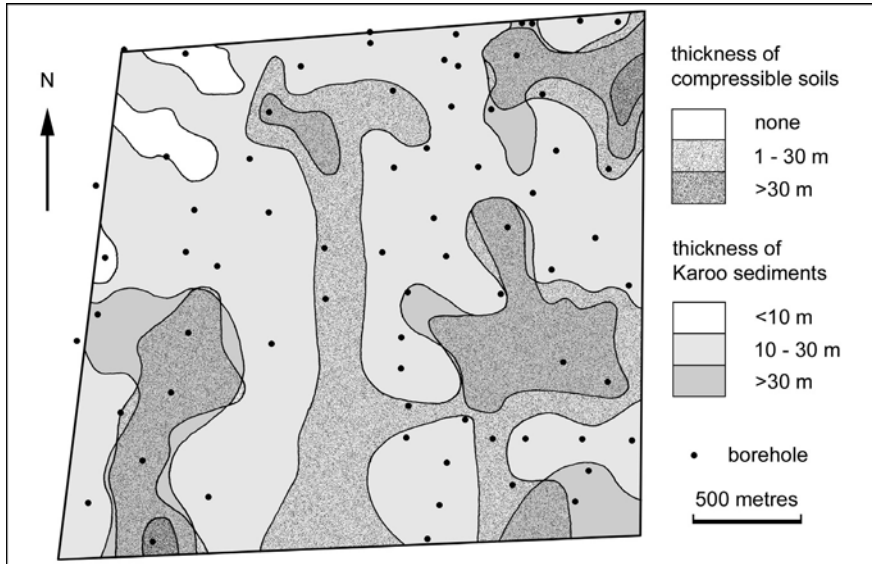 N
thickness of
compressible soils
none
1 - 30 m
>30 m
thickness of
Karoo sediments
<10 m
10 - 30 m
>30 m
borehole
500 metres